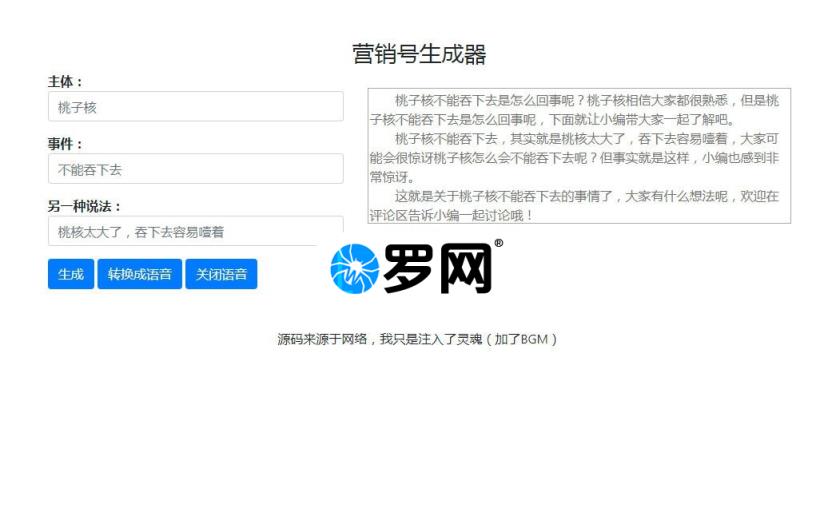 营销号生成器
主体：
桃子核
事件：
不能吞下去
另一种说法：
桃核太大了，吞下去容易噎着
生成
转换成语音
关闭语音
桃子核不能吞下去是怎么回事呢？桃子核相信大家都很熟悉，但是桃
子核不能吞下去是怎么回事呢，下面就让小编带大家一起了解吧。
桃子核不能吞下去，其实就是桃核太大了，吞下去容易噎着，大家可
能会很惊讶桃子核怎么会不能吞下去呢？但事实就是这样，小编也感到非
常惊讶。
这就是关于桃子核不能吞下去的事情了，大家有什么想法呢，欢迎在
评论区告诉小编一起讨论哦！
罗网®
源码来源于网络，我只是注入了灵魂（加了BGM）